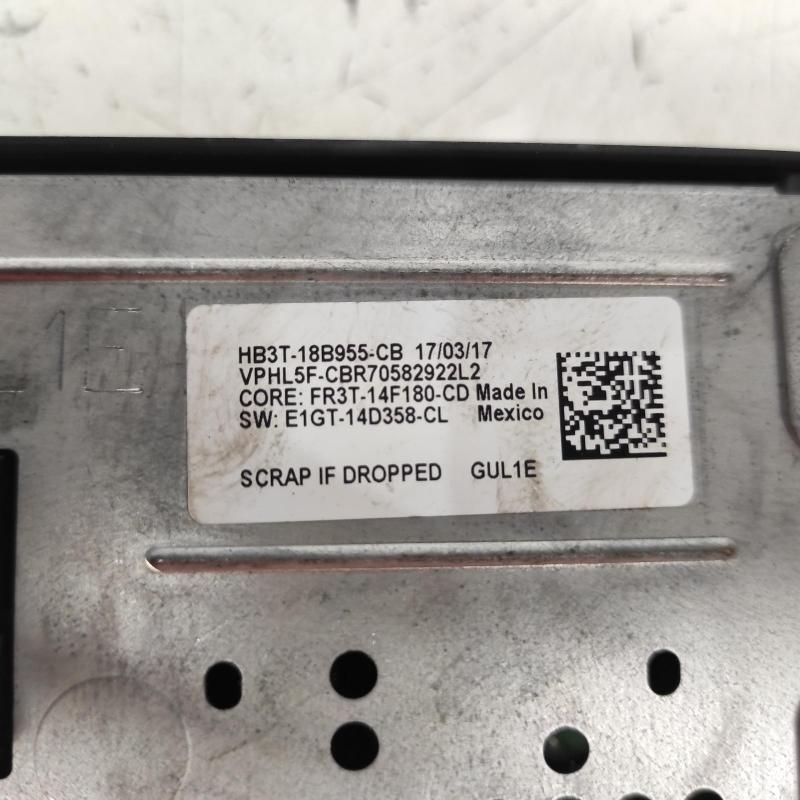 15
HB3T-18B955-CB 17/03/17
VPHL5F-CBR70582922L2
CORE: FR3T-14F180-CD Made In
SW: E1GT-14D358-CL Mexico
SCRAP IF DROPPED GUL1E